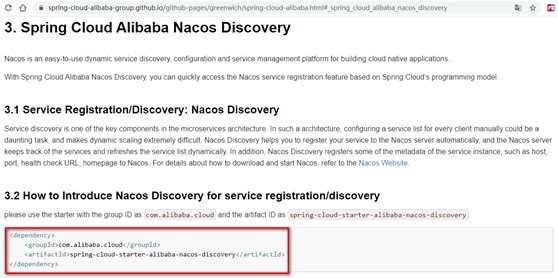 spring-cloud-alibaba-group.github.io/github-pages/greenwich/spring-cloud-alibaba.html#_spring_cloud_alibaba_nacos_discovery
3. Spring Cloud Alibaba Nacos Discovery
Nacos is an easy-to-use dynamic service discovery, configuration and service management platform for building cloud native applications.
With Spring Cloud Alibaba Nacos Discovery, you can quickly access the Nacos service registration feature based on Spring Cloud's programming model.
3.1 Service Registration/Discovery: Nacos Discovery
Service discovery is one of the key components in the microservices architecture. In such a architecture, configuring a service list for every client manually could be a
daunting task, and makes dynamic scaling extremely difficult. Nacos Discovery helps you to register your service to the Nacos server automatically, and the Nacos server
keeps track of the services and refreshes the service list dynamically. In addition, Nacos Discovery registers some of the metadata of the service instance, such as host,
port, health check URL, homepage to Nacos. For details about how to download and start Nacos, refer to the Nacos Website.
3.2 How to Introduce Nacos Discovery for service registration/discovery
please use the starter with the group ID as com.alibaba.cloud and the artifact ID as spring-cloud-starter-alibaba-nacos-discovery.
<dependency>
<groupId>com.alibaba.cloud</groupId>
<artifactId>spring-cloud-starter-alibaba-nacos-discovery</artifactId>
</dependency>